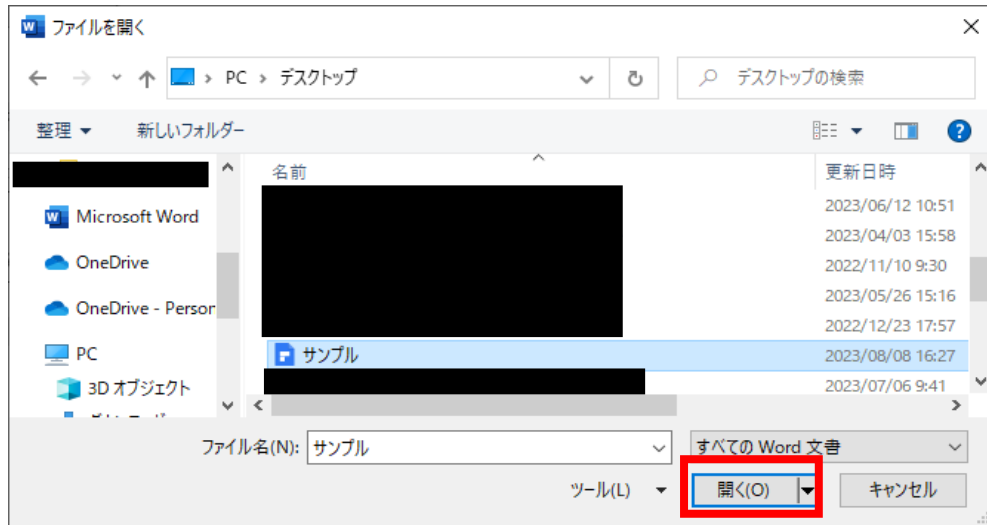 ファイルを開く
PC › デスクトップ
デスクトップの検索
整理
新しいフォルダー
名前
更新日時
Microsoft Word
OneDrive
OneDrive - Person
PC
3D オブジェクト
2023/06/12 10:51
2023/04/03 15:58
2022/11/10 9:30
2023/05/26 15:16
2022/12/23 17:57
サンプル
2023/08/08 16:27
2023/07/06 9:41
ファイル名(N):
サンプル
すべての Word 文書
ツール(L)
開く(O)
キャンセル